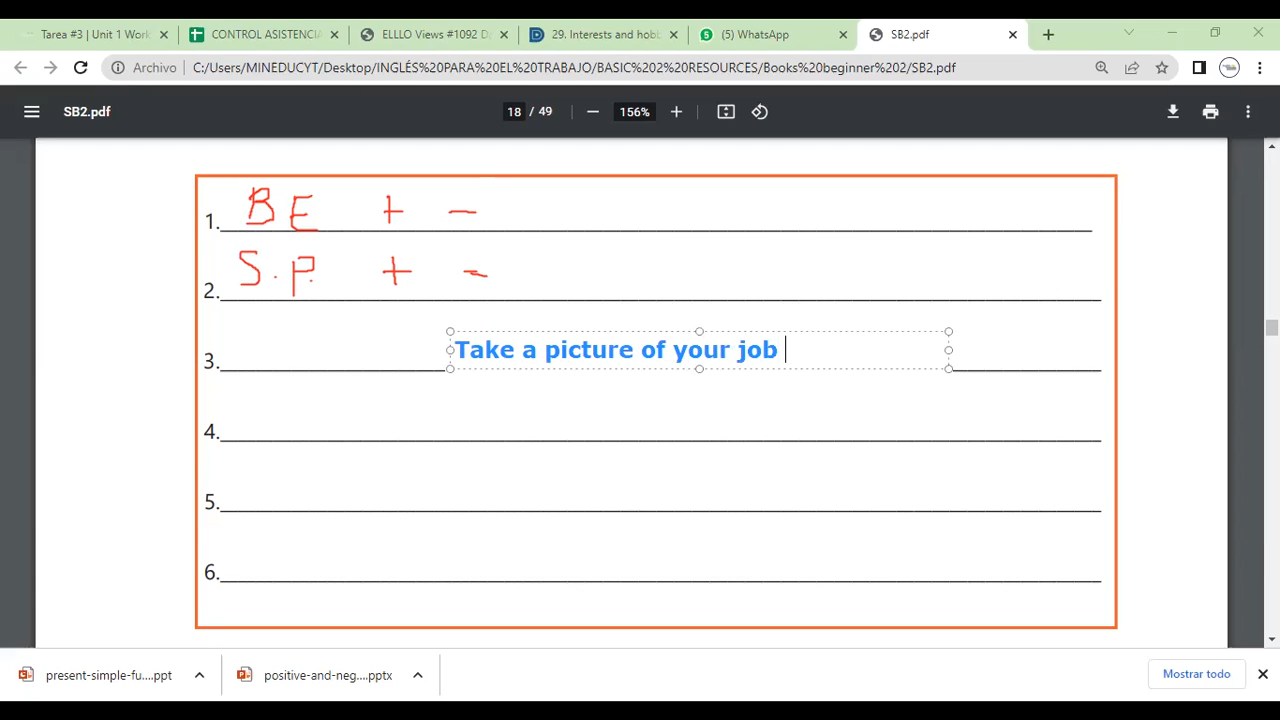 Tarea #3 | Unit 1 Work
CONTROL ASISTENCIA
ELLLO Views #1092 D
29. Interests and hobb
(5) WhatsApp
SB2.pdf
Archivo
C:/Users/MINEDUCYT/Desktop/INGLÉS%20PARA%20EL%20TRABAJO/BASIC%202%20RESOURCES/Books%20beginner%202/SB2.pdf
SB2.pdf
18 / 49
156%
1. BE + -
2. S.P. + -
3. Take a picture of your job
4.
5.
6.
present-simple-fu....ppt
positive-and-neg....pptx
Mostrar todo